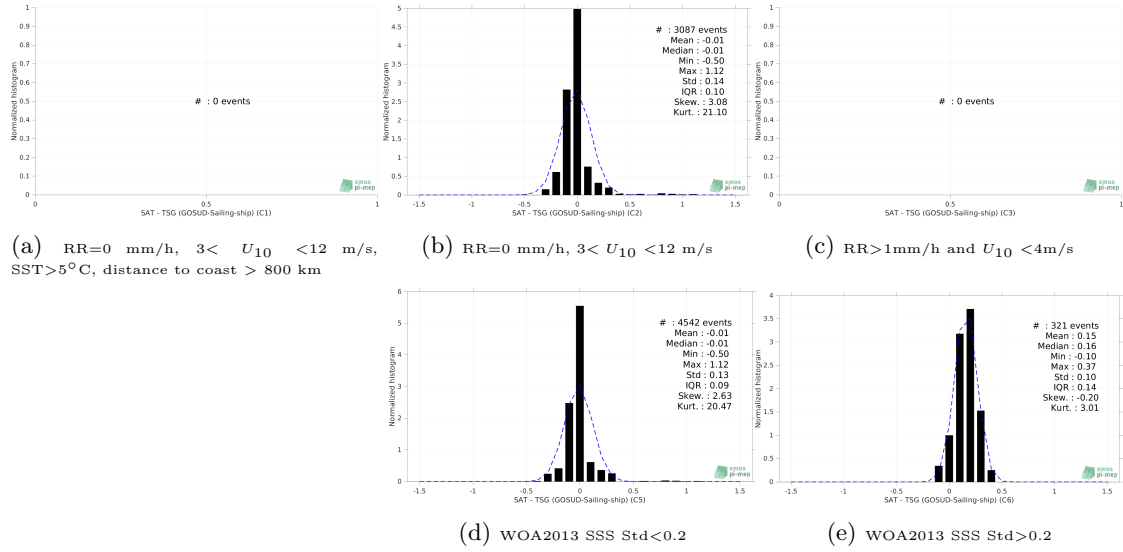 1
0.9
0.8
0.7
0.6
0.5
0.4
0.3
0.2
0.1
0
Normalized histogram
# : 0 events
0 0.5 1
SAT - TSG (GOSUD-Sailing-ship) (C1)
smos
pi-mep
(a) RR=0 mm/h, 3< U10 <12 m/s,
SST>5°C, distance to coast > 800 km
5
4.5
4
3.5
3
2.5
2
1.5
1
0.5
0
Normalized histogram
# : 3087 events
Mean : -0.01
Median : -0.01
Min : -0.50
Max : 1.12
Std : 0.14
IQR : 0.10
Skew. : 3.08
Kurt. : 21.10
-1.5 -1 -0.5 0 0.5 1 1.5
SAT - TSG (GOSUD-Sailing-ship) (C2)
smos
pi-mep
(b) RR=0 mm/h, 3< U10 <12 m/s
1
0.9
0.8
0.7
0.6
0.5
0.4
0.3
0.2
0.1
0
Normalized histogram
# : 0 events
0 0.5 1
SAT - TSG (GOSUD-Sailing-ship) (C3)
smos
pi-mep
(c) RR>1mm/h and U10 <4m/s
6
5
4
3
2
1
0
Normalized histogram
# : 4542 events
Mean : -0.01
Median : -0.01
Min : -0.50
Max : 1.12
Std : 0.13
IQR : 0.09
Skew. : 2.63
Kurt. : 20.47
-1.5 -1 -0.5 0 0.5 1 1.5
SAT - TSG (GOSUD-Sailing-ship) (C5)
smos
pi-mep
(d) WOA2013 SSS Std<0.2
4
3.5
3
2.5
2
1.5
1
0.5
0
Normalized histogram
# : 321 events
Mean : 0.15
Median : 0.16
Min : -0.10
Max : 0.37
Std : 0.10
IQR : 0.14
Skew. : -0.20
Kurt. : 3.01
-1.5 -1 -0.5 0 0.5 1 1.5
SAT - TSG (GOSUD-Sailing-ship) (C6)
smos
pi-mep
(e) WOA2013 SSS Std>0.2